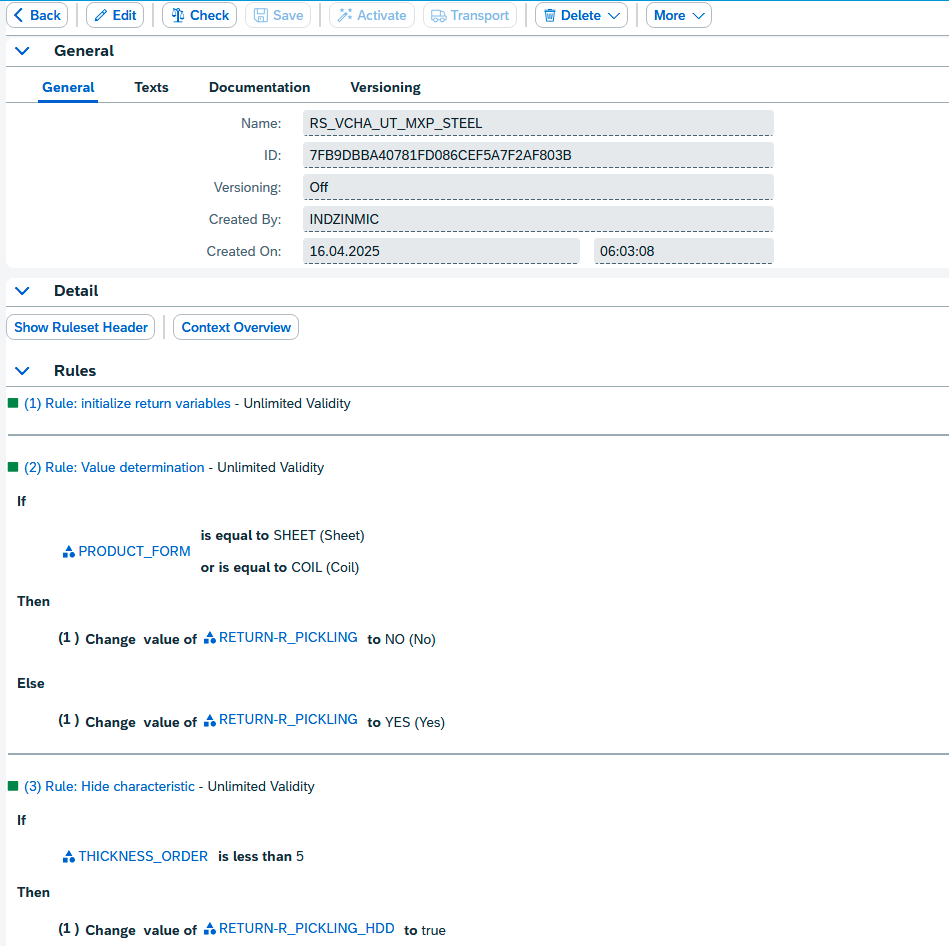 Back Edit Check Save Activate Transport Delete More
General
General Texts Documentation Versioning
Name: RS_VCHA_UT_MXP_STEEL
ID: 7FB9DBBA40781FD086CEF5A7F2AF803B
Versioning: Off
Created By: INDZINMIC
Created On: 16.04.2025 06:03:08
Detail
Show Ruleset Header Context Overview
Rules
(1) Rule: initialize return variables - Unlimited Validity
(2) Rule: Value determination - Unlimited Validity
If
is equal to SHEET (Sheet)
PRODUCT_FORM
or is equal to COIL (Coil)
Then
(1 ) Change value of RETURN-R_PICKLING to NO (No)
Else
(1 ) Change value of RETURN-R_PICKLING to YES (Yes)
(3) Rule: Hide characteristic - Unlimited Validity
If
THICKNESS_ORDER is less than 5
Then
(1 ) Change value of RETURN-R_PICKLING_HDD to true